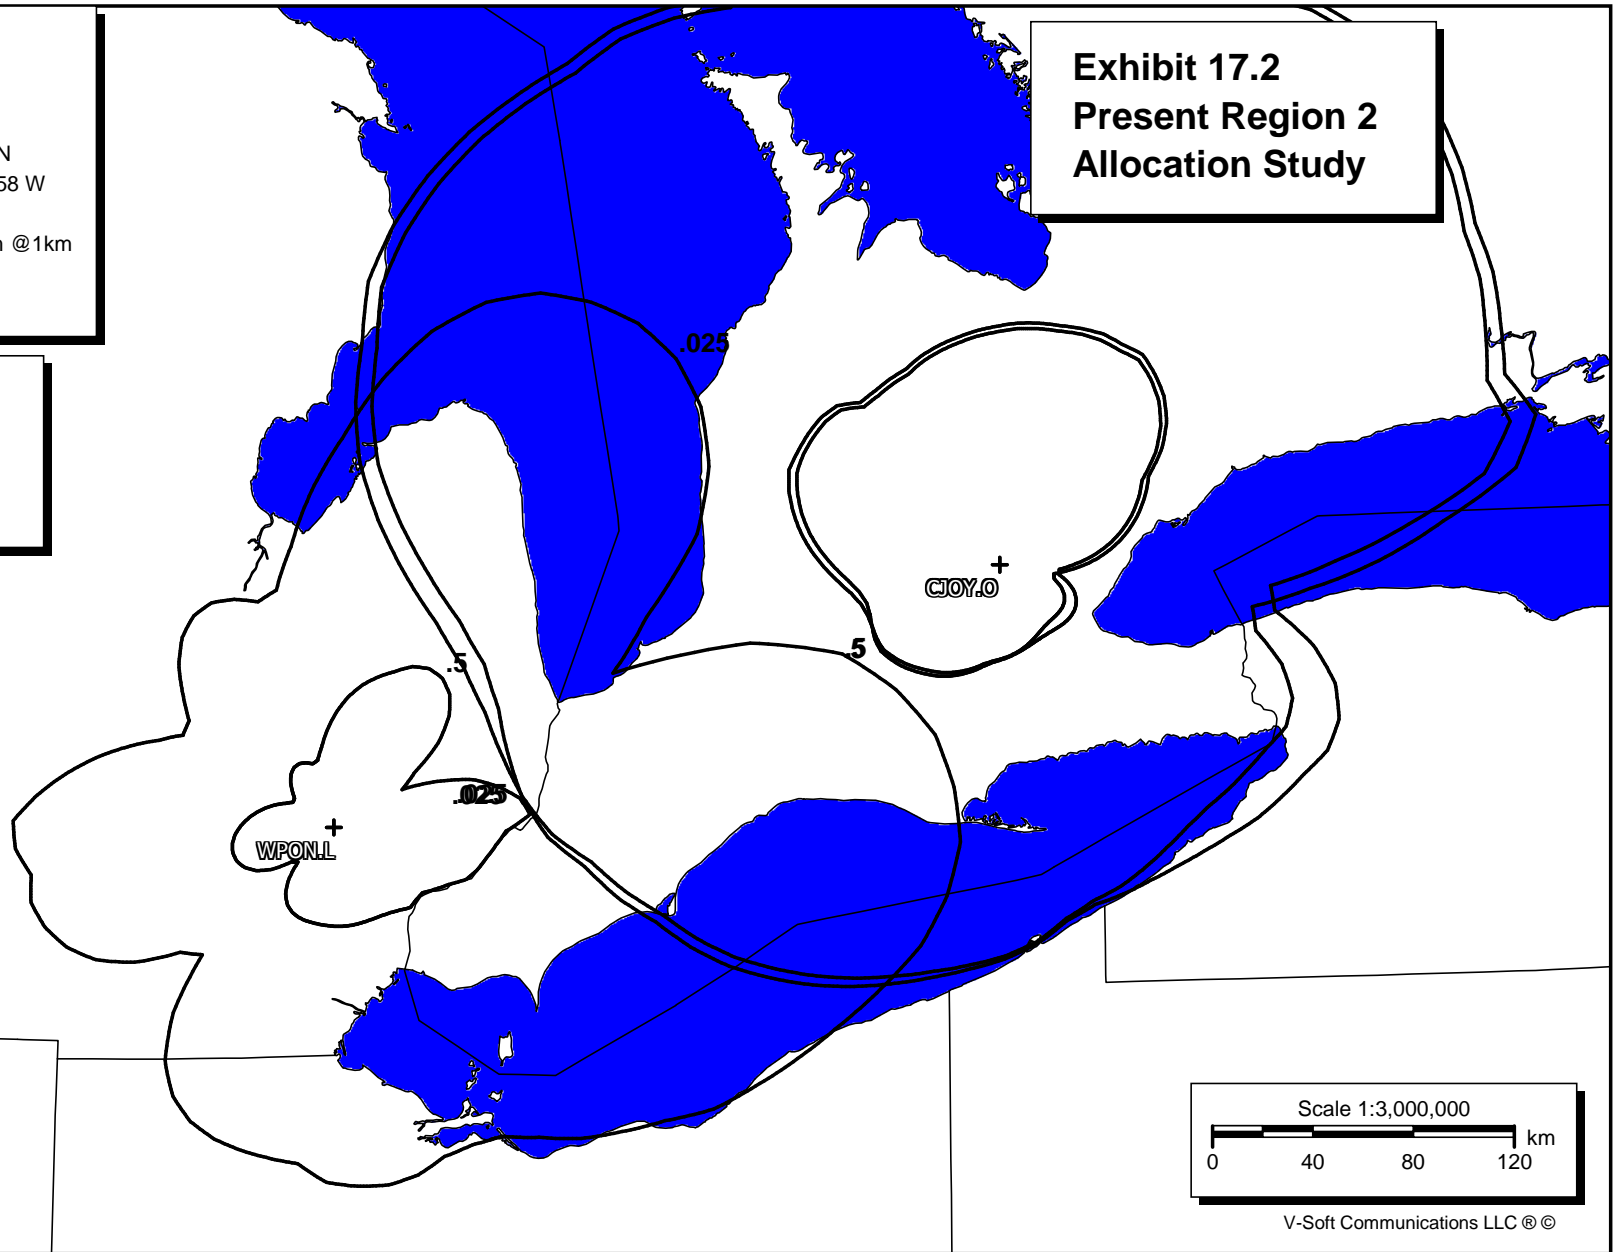 Exhibit 17.2
Present Region 2
Allocation Study
N
58 W
@1km
.025
CJOY.O
.5
.5
.025
WPON.L
Scale 1:3,000,000
km
0 40 80 120
V-Soft Communications LLC ® ©